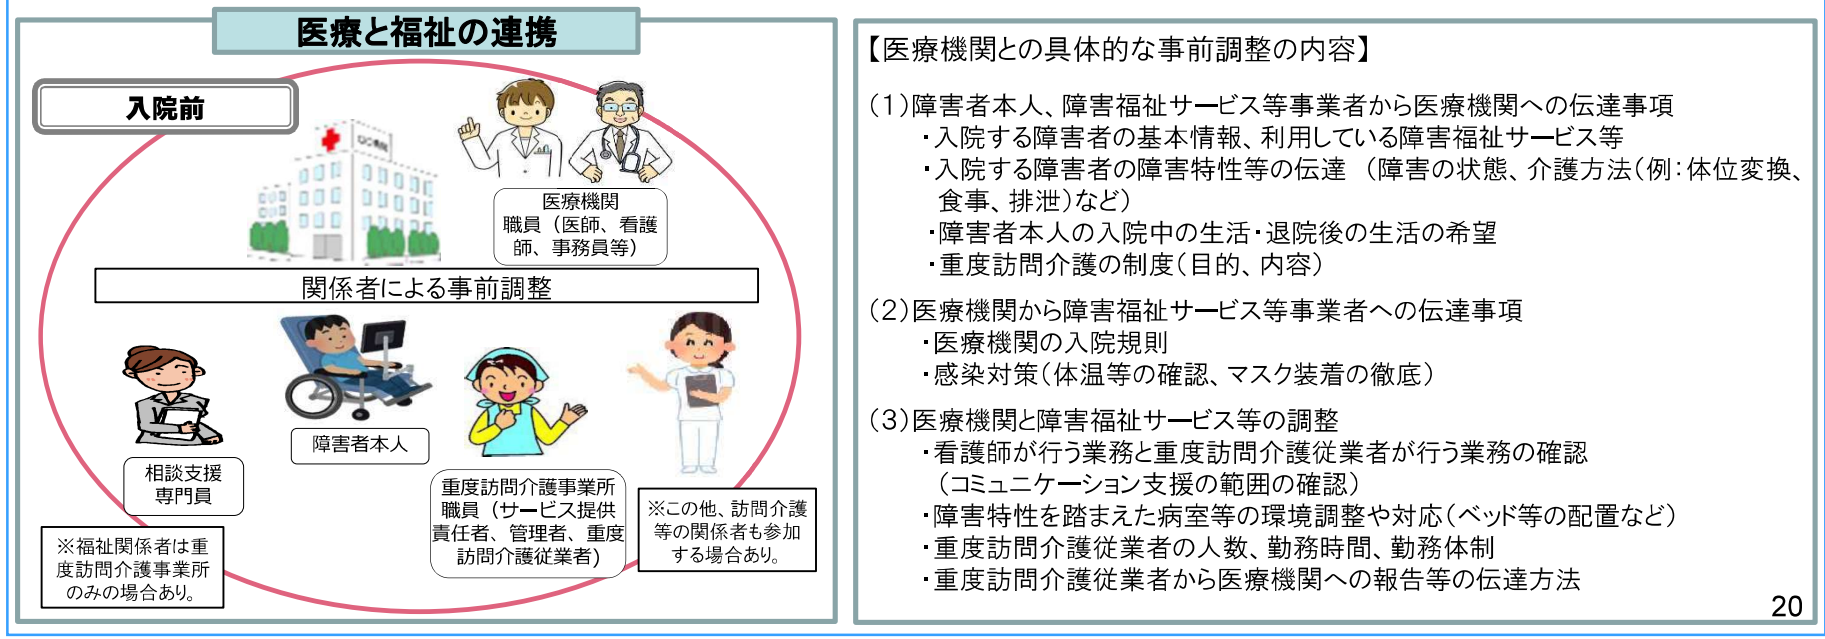 医療と福祉の連携
入院前
医療機関
職員（医師、看護
師、事務員等）
関係者による事前調整
障害者本人
相談支援
専門員
重度訪問介護事業所
職員（サービス提供
責任者、管理者、重度
訪問介護従業者）
※この他、訪問介護
等の関係者も参加
する場合あり。
※福祉関係者は重
度訪問介護事業所
のみの場合あり。
【医療機関との具体的な事前調整の内容】
（１）障害者本人、障害福祉サービス等事業者から医療機関への伝達事項
・入院する障害者の基本情報、利用している障害福祉サービス等
・入院する障害者の障害特性等の伝達　（障害の状態、介護方法（例：体位変換、
食事、排泄）など）
・障害者本人の入院中の生活・退院後の生活の希望
・重度訪問介護の制度（目的、内容）
（２）医療機関から障害福祉サービス等事業者への伝達事項
・医療機関の入院規則
・感染対策（体温等の確認、マスク装着の徹底）
（３）医療機関と障害福祉サービス等の調整
・看護師が行う業務と重度訪問介護従業者が行う業務の確認
（コミュニケーション支援の範囲の確認）
・障害特性を踏まえた病室等の環境調整や対応（ベッド等の配置など）
・重度訪問介護従業者の人数、勤務時間、勤務体制
・重度訪問介護従業者から医療機関への報告等の伝達方法
20